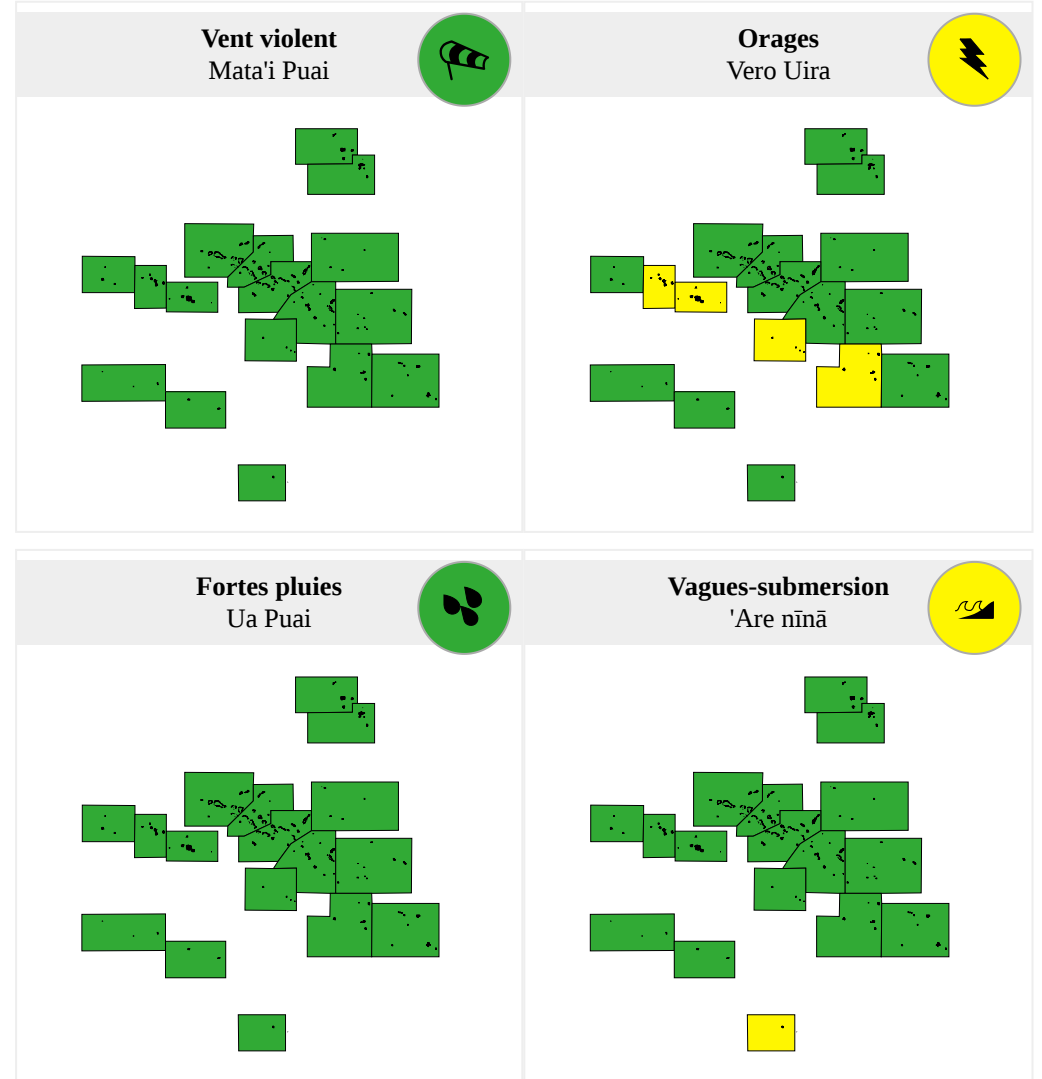 Vent violent
Mata'i Puai
Orages
Vero Uira
Fortes pluies
Ua Puai
Vagues-submersion
'Are nīnā